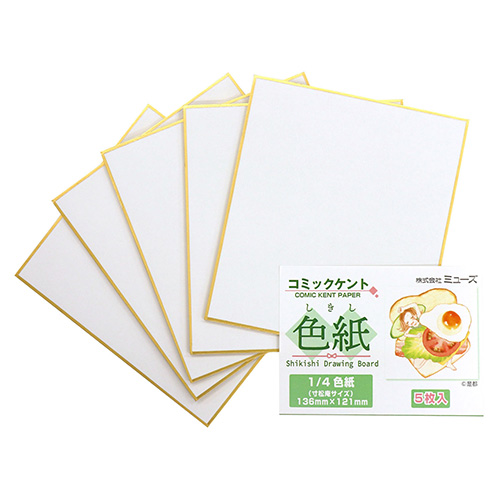 コミックケント
COMIC KENT PAPER
しきし
色紙
Shikishi Drawing Board
1/4 色紙
(寸松庵サイズ)
136mm×121mm
株式会社 ミューズ
5枚入